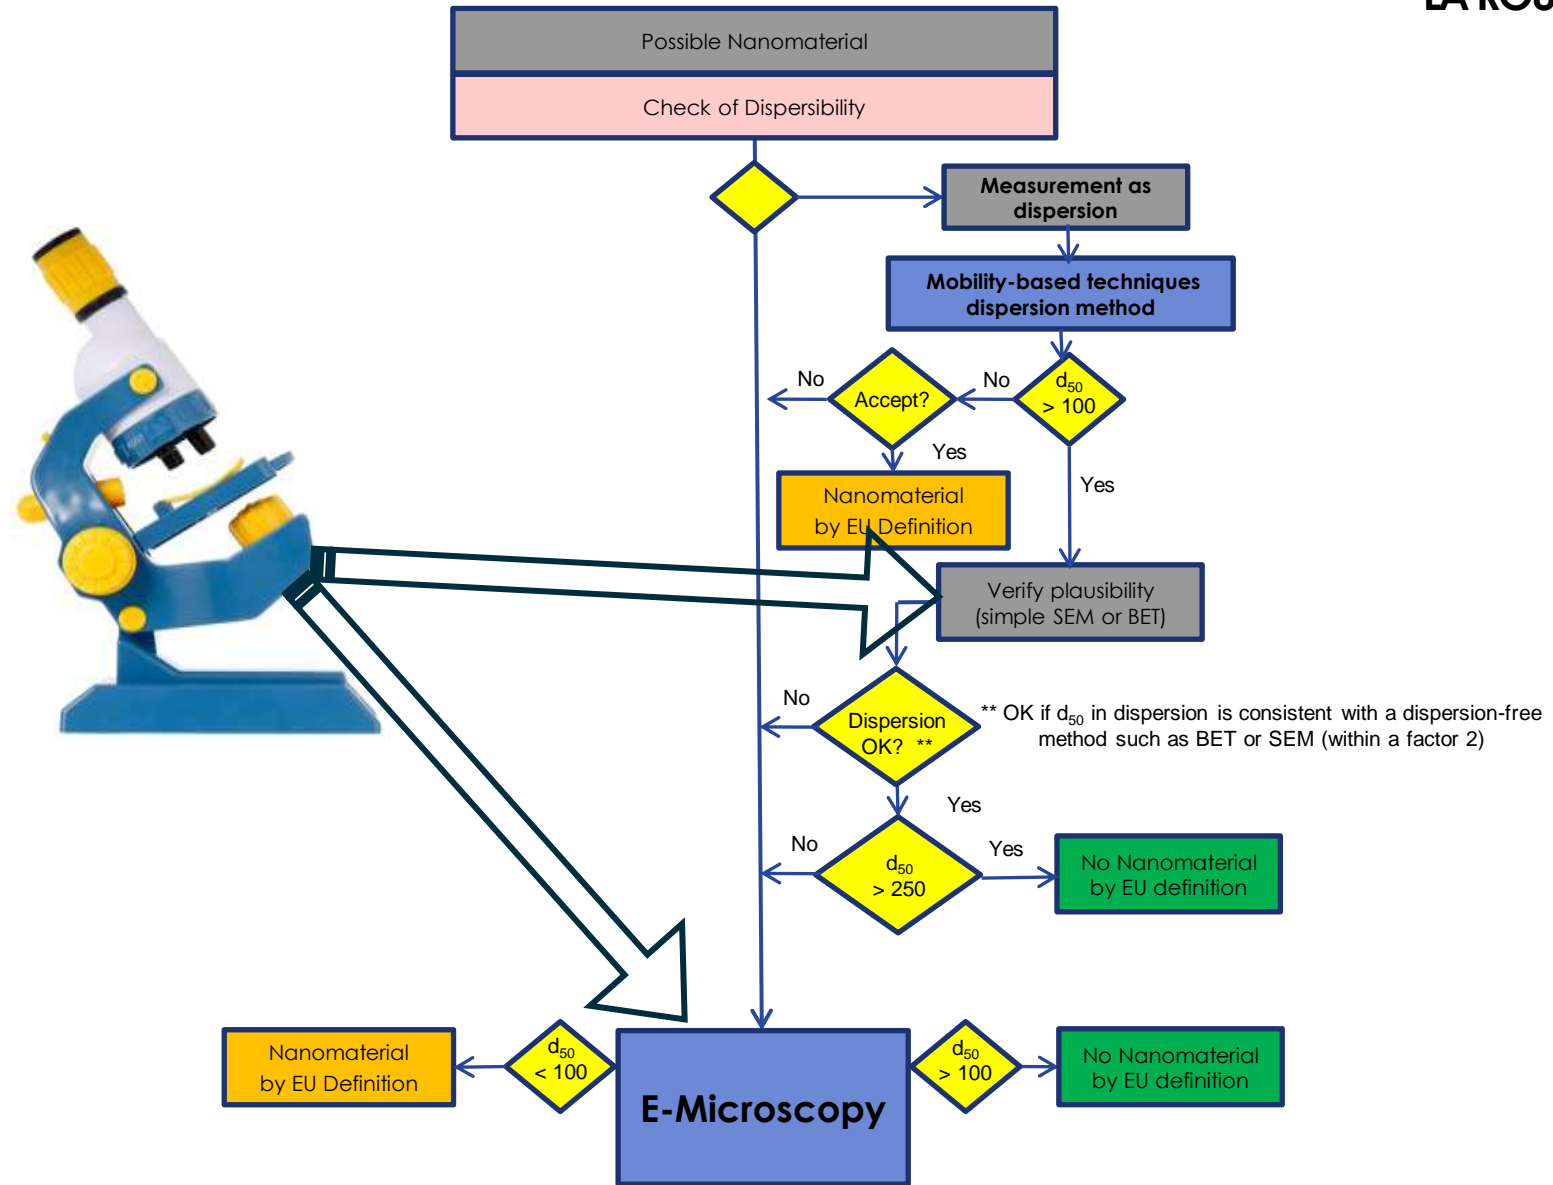 Possible Nanomaterial
Check of Dispersibility
Measurement as
dispersion
Mobility-based techniques
dispersion method
d50
> 100
No
Accept?
No
Yes
Yes
Nanomaterial
by EU Definition
Verify plausibility
(simple SEM or BET)
No
Dispersion
OK? **
** OK if d50 in dispersion is consistent with a dispersion-free
method such as BET or SEM (within a factor 2)
Yes
No
d50
> 250
Yes
No Nanomaterial
by EU definition
Nanomaterial
by EU Definition
d50
< 100
E-Microscopy
d50
> 100
No Nanomaterial
by EU definition